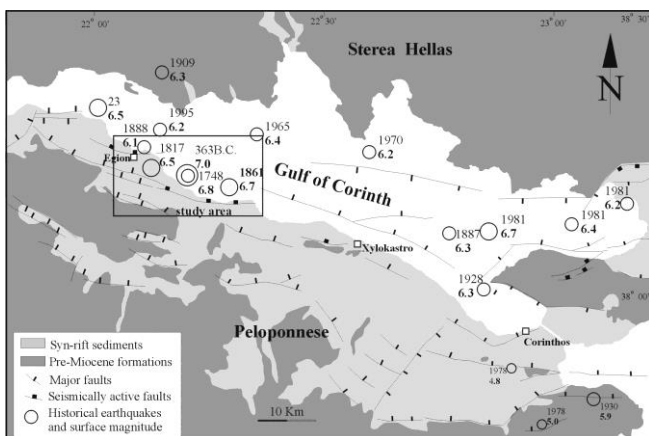 22° 00'
22° 30'
23° 00'
38° 30'
Sterea Hellas
N
1909
6.3
23
6.5
1995
6.2
1965
6.4
1888
6.1
1817
6.5
363B.C.
7.0
1748
6.8
1861
6.7
Egion
study area
1970
6.2
Gulf of Corinth
1981
6.2
1981
6.4
1981
6.7
1887
6.3
Xylokastro
1928
6.3
38° 00'
Peloponnese
Corinthos
1978
4.8
1978
5.0
1930
5.9
10 Km
Syn-rift sediments
Pre-Miocene formations
Major faults
Seismically active faults
Historical earthquakes
and surface magnitude